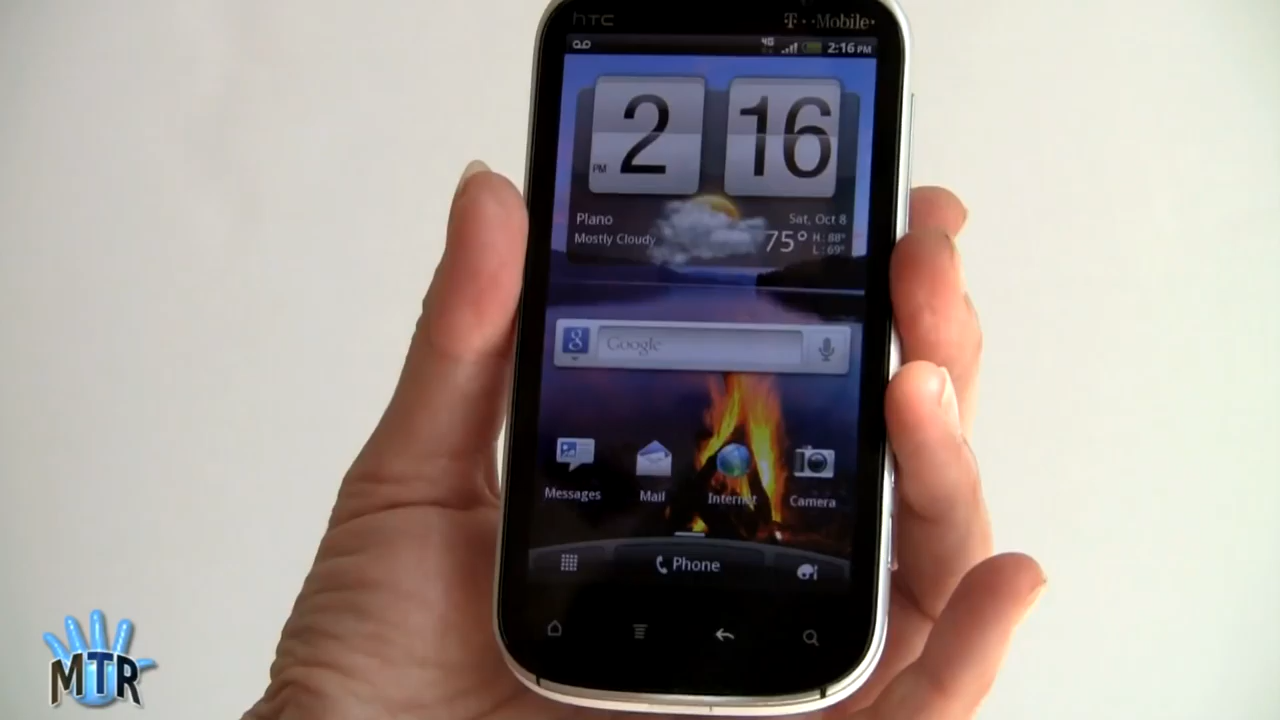 hTC T··Mobile·
4G 2:16 PM
2 16
PM
Plano Sat, Oct 8
Mostly Cloudy 75° H: 88°
L: 69°
g Google
Messages Mail Internet Camera
Phone
MTR